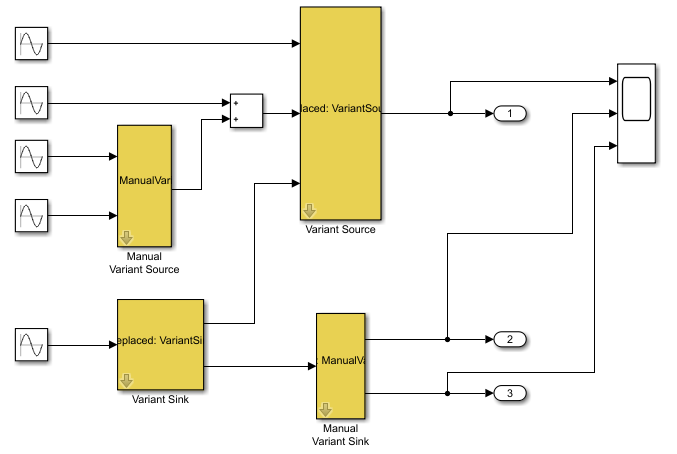 laced: VariantSou
+
+
1
ManualVar
Variant Source
Manual
Variant Source
eplaced: VariantSi
: ManualVa
2
3
Variant Sink
Manual
Variant Sink